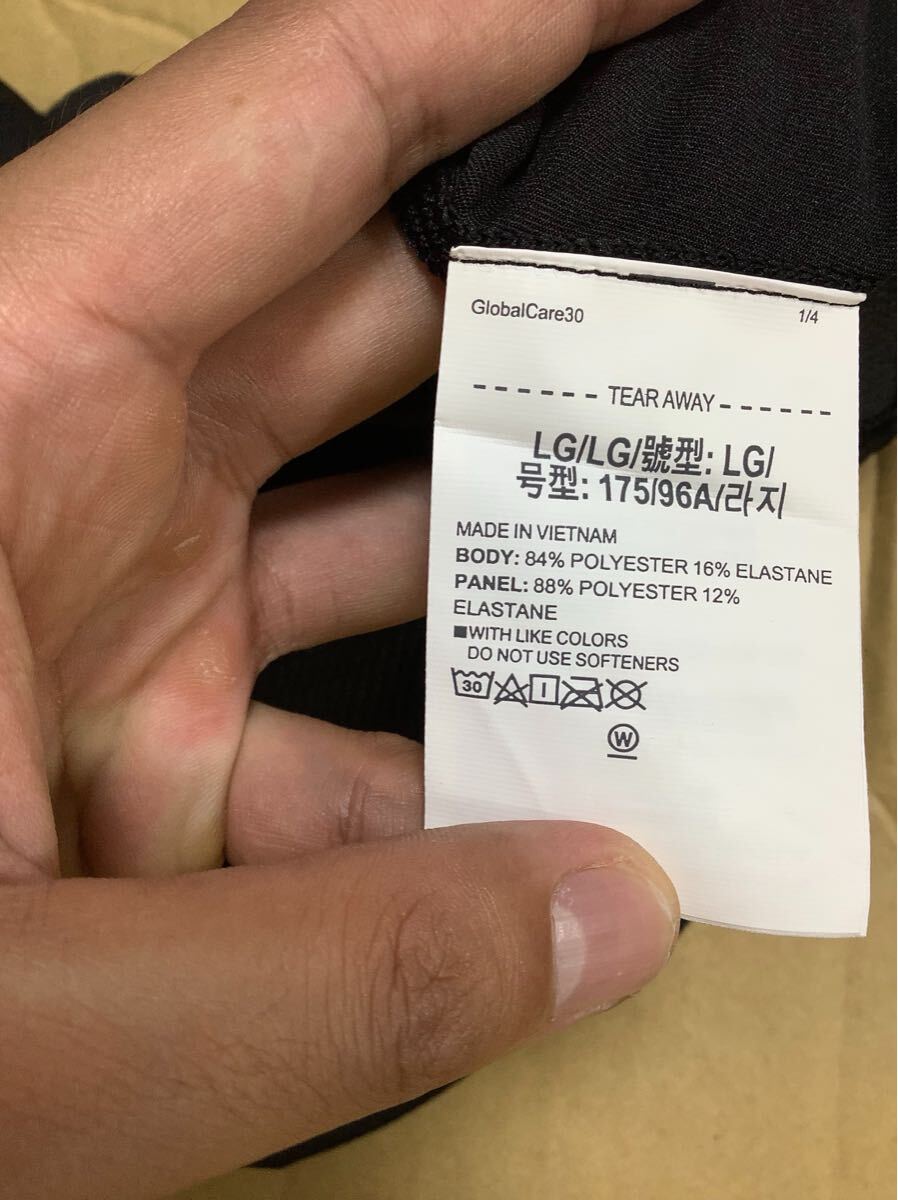 GlobalCare30 1/4
- - - - - - TEAR AWAY - - - - - -
LG/LG/號型: LG/
号型: 175/96A/라지
MADE IN VIETNAM
BODY: 84% POLYESTER 16% ELASTANE
PANEL: 88% POLYESTER 12%
ELASTANE
■WITH LIKE COLORS
DO NOT USE SOFTENERS
30
W